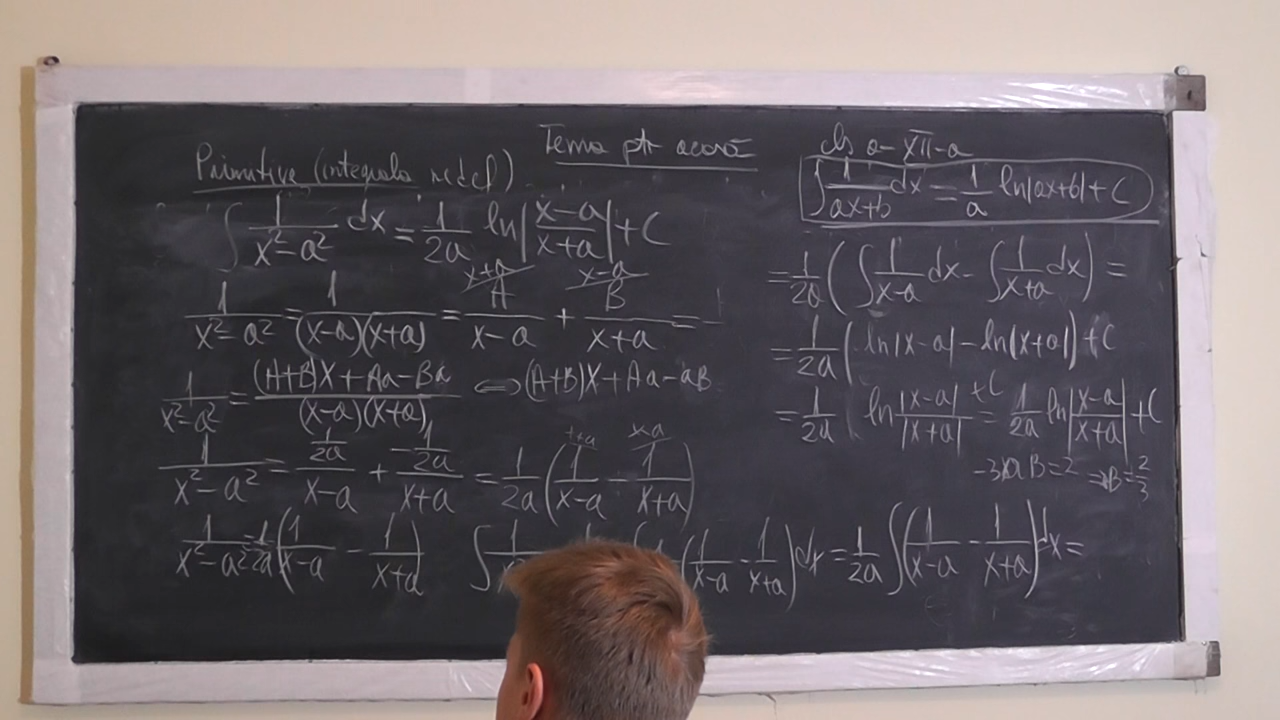 Tema ptr acasă
cls a-XII-a
Primitive (integrala nedef)
∫ 1/(x²-a²) dx = 1/(2a) ln|(x-a)/(x+a)| + C
1/(x²-a²) = 1/((x-a)(x+a)) = x+a) A/(x-a) + x-a) B/(x+a) =
1/(x²-a²) = ((A+B)X + Aa - Ba)/((x-a)(x+a)) ⟺ (A+B)X + Aa - aB
1/(x²-a²) = (1/(2a))/(x-a) + (-1/(2a))/(x+a) = 1/(2a) (x+a) 1/(x-a) - x-a) 1/(x+a))
1/(x²-a²) = 1/(2a) (1/(x-a) - 1/(x+a))
∫ 1/ (1/(x-a) - 1/(x+a)) dx = 1/(2a) ∫(1/(x-a) - 1/(x+a)) dx =
∫ 1/(ax+b) dx = 1/a ln|ax+b| + C
= 1/(2a) (∫ 1/(x-a) dx - ∫ 1/(x+a) dx) =
= 1/(2a) (ln|x-a| - ln|x+a|) + C
= 1/(2a) ln |x-a|/|x+a| + C = 1/(2a) ln|(x-a)/(x+a)| + C
B = 2 ⇒ B = 2/3